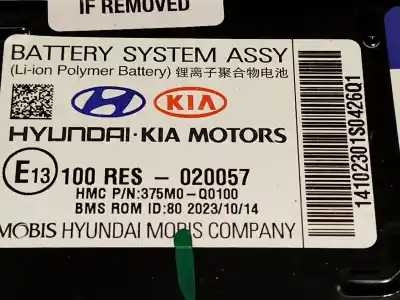 IF REMOVED
BATTERY SYSTEM ASSY
(Li-ion Polymer Battery) 锂离子聚合物电池
KIA
HYUNDAI·KIA MOTORS
E13 100 RES - 020057
HMC P/N:375M0-Q0100
BMS ROM ID:80 2023/10/14
MOBIS HYUNDAI MOBIS COMPANY
14102301S0426Q1